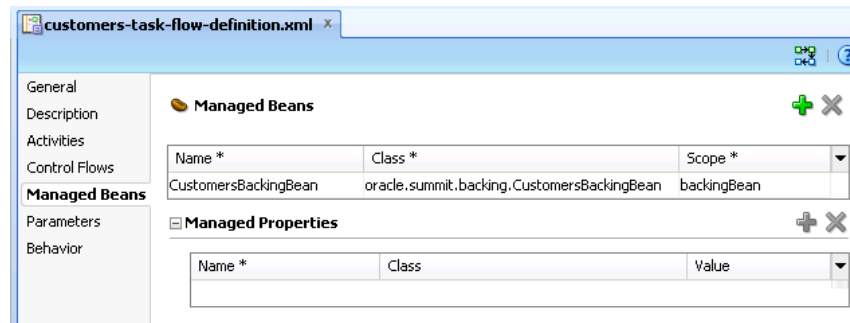 customers-task-flow-definition.xml x
General
Description
Activities
Control Flows
Managed Beans
Parameters
Behavior
Managed Beans
Name * Class * Scope *
CustomersBackingBean oracle.summit.backing.CustomersBackingBean backingBean
Managed Properties
Name * Class Value